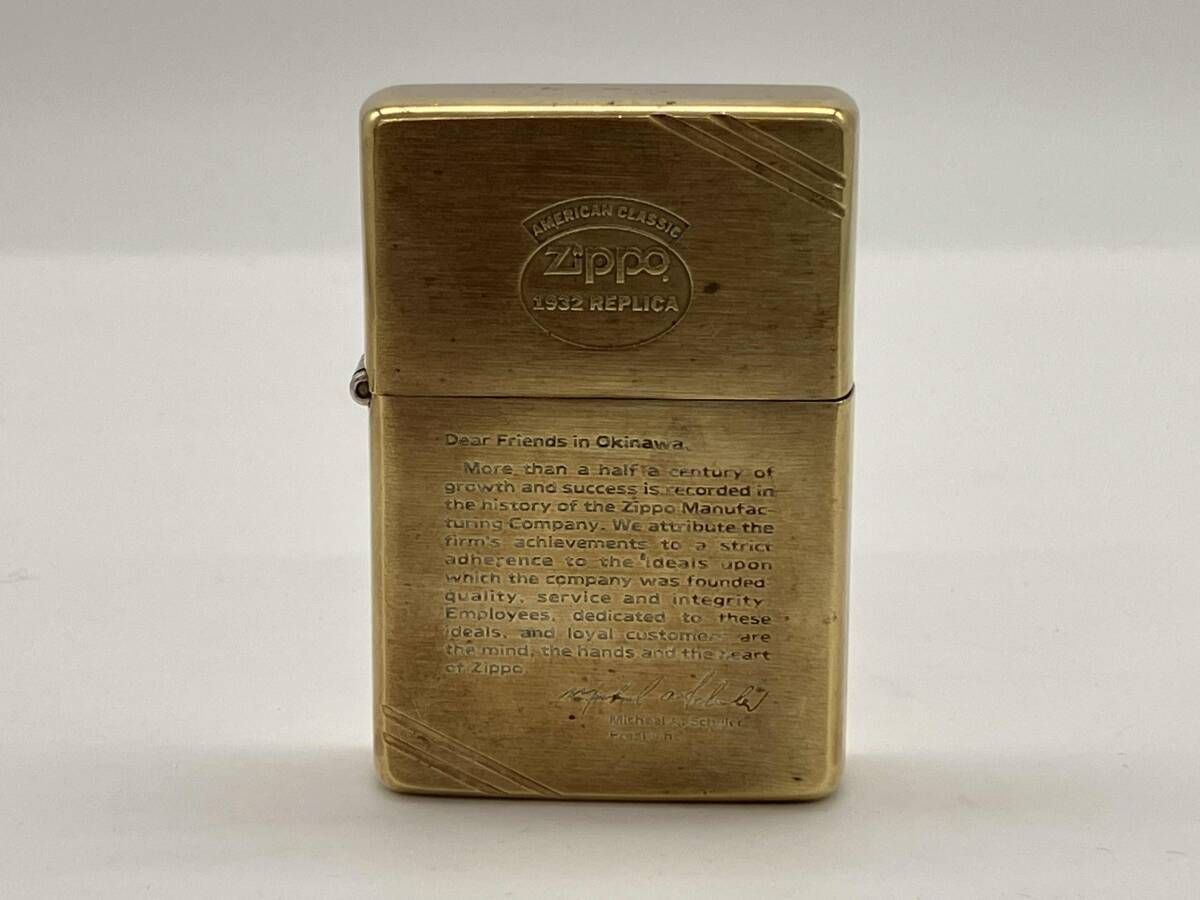 AMERICAN CLASSIC
Zippo
1932 REPLICA
Dear Friends in Okinawa,
More than a half a century of
growth and success is recorded in
the history of the Zippo Manufac-
turing Company. We attribute the
firm's achievements to a strict
adherence to the ideals upon
which the company was founded
quality, service and integrity
Employees, dedicated to these
ideals, and loyal customers are
the mind, the hands and the heart
of Zippo
Micheal A. Schuler